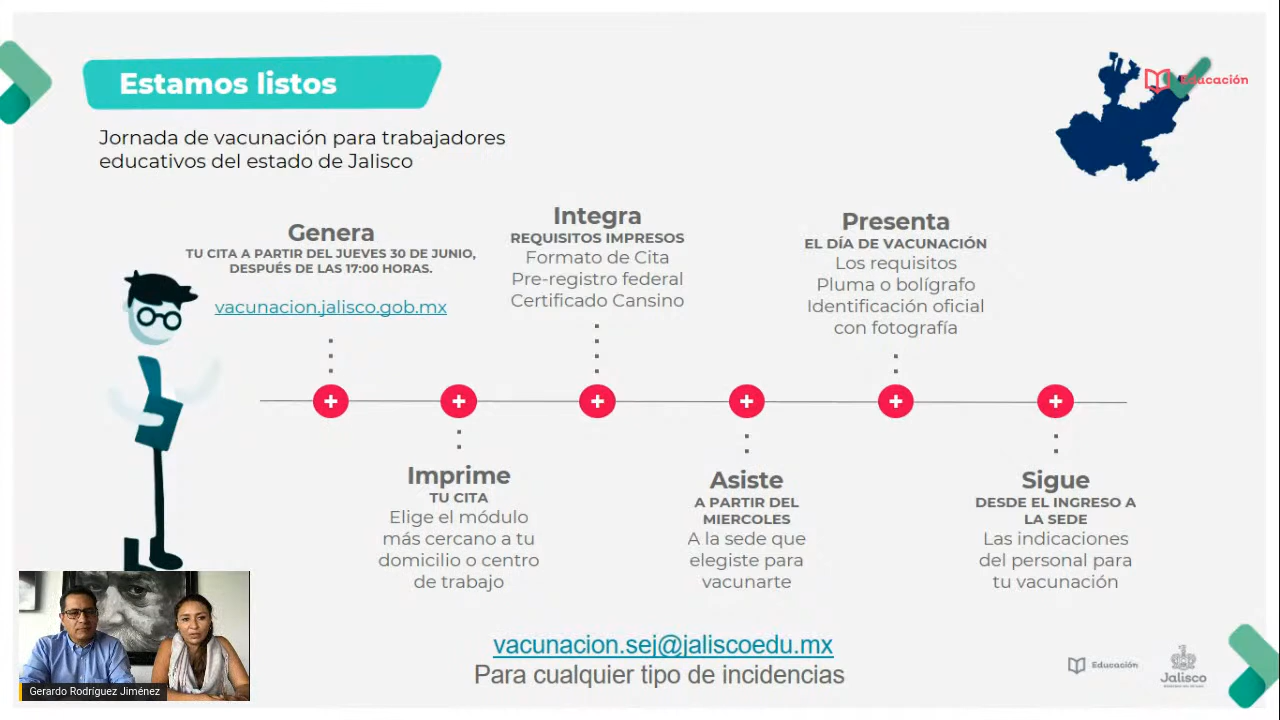 Estamos listos
Educación
Jornada de vacunación para trabajadores
educativos del estado de Jalisco
Genera
TU CITA A PARTIR DEL JUEVES 30 DE JUNIO,
DESPUÉS DE LAS 17:00 HORAS.
vacunacion.jalisco.gob.mx
Integra
REQUISITOS IMPRESOS
Formato de Cita
Pre-registro federal
Certificado Cansino
Presenta
EL DÍA DE VACUNACIÓN
Los requisitos
Pluma o bolígrafo
Identificación oficial
con fotografía
Imprime
TU CITA
Elige el módulo
más cercano a tu
domicilio o centro
de trabajo
Asiste
A PARTIR DEL
MIERCOLES
A la sede que
elegiste para
vacunarte
Sigue
DESDE EL INGRESO A
LA SEDE
Las indicaciones
del personal para
tu vacunación
vacunacion.sej@jaliscoedu.mx
Para cualquier tipo de incidencias
Gerardo Rodríguez Jiménez
Educación
Jalisco